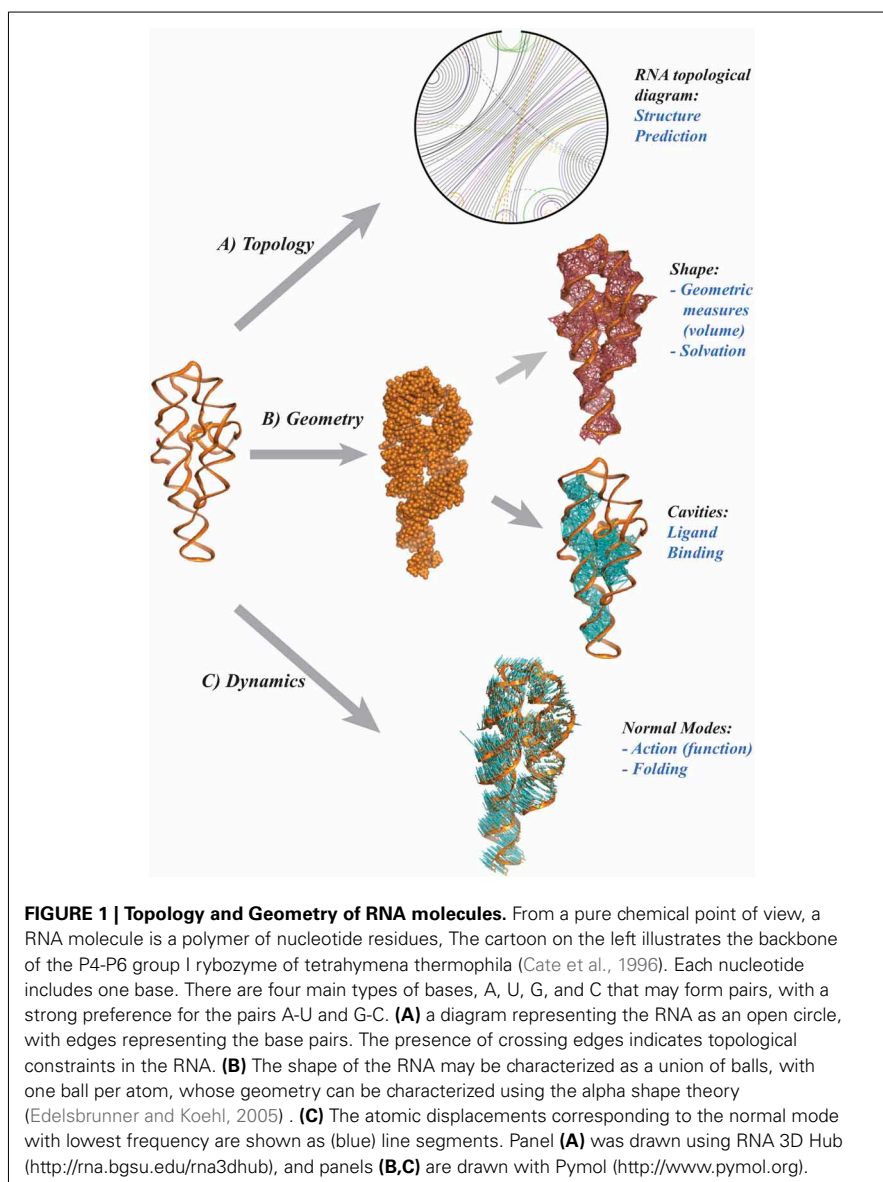 RNA topological
diagram:
Structure
Prediction
A) Topology
Shape:
- Geometric
measures
(volume)
- Solvation
B) Geometry
Cavities:
Ligand
Binding
C) Dynamics
Normal Modes:
- Action (function)
- Folding
FIGURE 1 | Topology and Geometry of RNA molecules. From a pure chemical point of view, a
RNA molecule is a polymer of nucleotide residues, The cartoon on the left illustrates the backbone
of the P4-P6 group I rybozyme of tetrahymena thermophila (Cate et al., 1996). Each nucleotide
includes one base. There are four main types of bases, A, U, G, and C that may form pairs, with a
strong preference for the pairs A-U and G-C. (A) a diagram representing the RNA as an open circle,
with edges representing the base pairs. The presence of crossing edges indicates topological
constraints in the RNA. (B) The shape of the RNA may be characterized as a union of balls, with
one ball per atom, whose geometry can be characterized using the alpha shape theory
(Edelsbrunner and Koehl, 2005) . (C) The atomic displacements corresponding to the normal mode
with lowest frequency are shown as (blue) line segments. Panel (A) was drawn using RNA 3D Hub
(http://rna.bgsu.edu/rna3dhub), and panels (B,C) are drawn with Pymol (http://www.pymol.org).